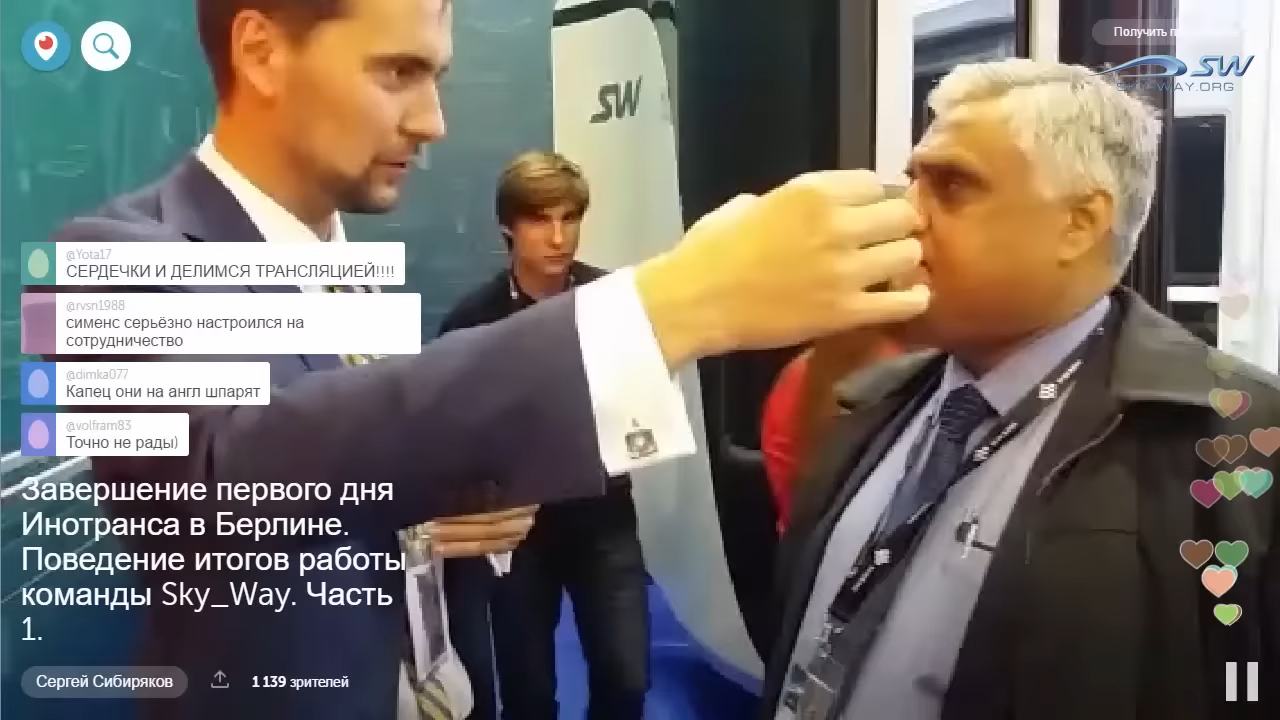 Получить п
SW
SKYWAY.ORG
SW
@Yota17
СЕРДЕЧКИ И ДЕЛИМСЯ ТРАНСЛЯЦИЕЙ!!!!
@rvsn1988
сименс серьёзно настроился на
сотрудничество
@dimka077
Капец они на англ шпарят
@volfram83
Точно не рады)
Завершение первого дня
Инотранса в Берлине.
Поведение итогов работы
команды Sky_Way. Часть
1.
Сергей Сибиряков
1 139 зрителей